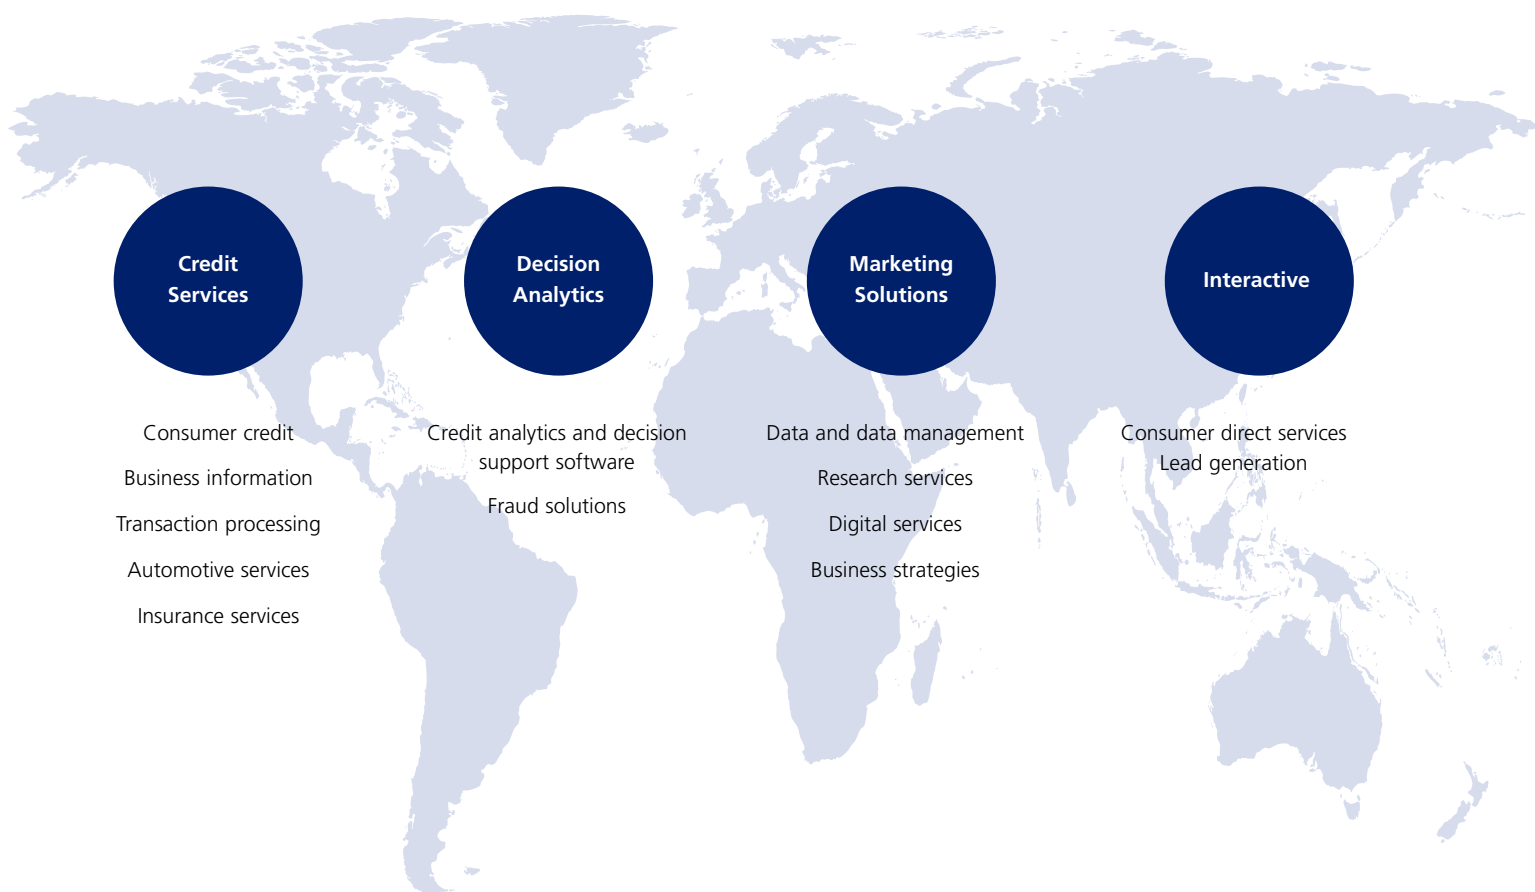 Credit
Services
Decision
Analytics
Marketing
Solutions
Interactive
Consumer credit
Business information
Transaction processing
Automotive services
Insurance services
Credit analytics and decision
support software
Fraud solutions
Data and data management
Research services
Digital services
Business strategies
Consumer direct services
Lead generation